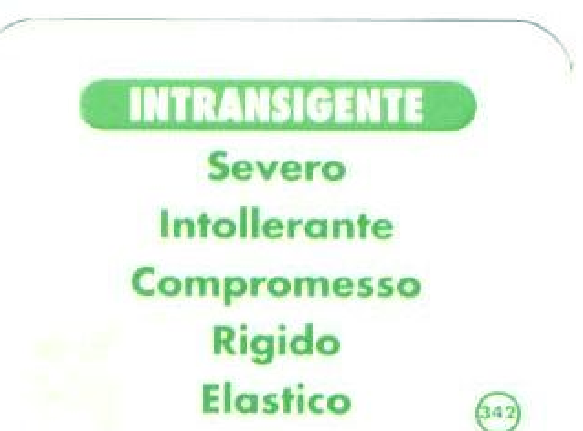 INTRANSIGENTE
Severo
Intollerante
Compromesso
Rigido
Elastico
342